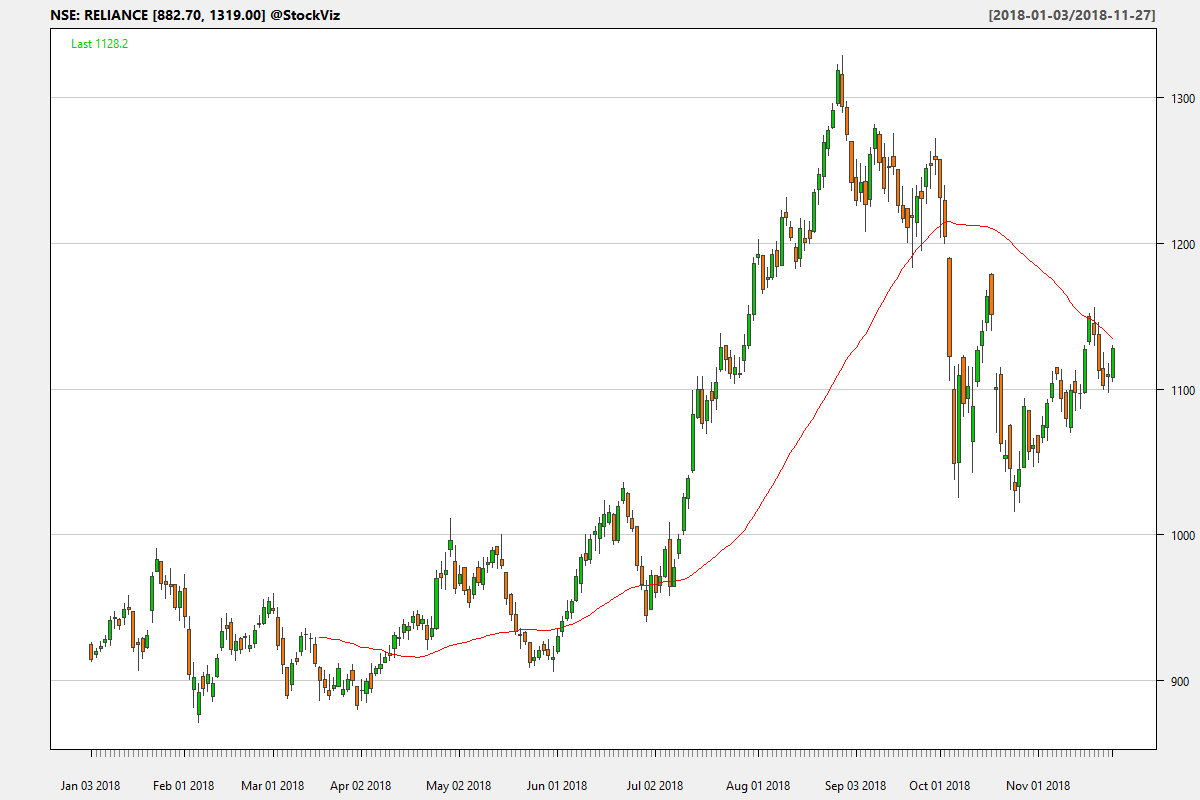 NSE: RELIANCE [882.70, 1319.00] @StockViz
[2018-01-03/2018-11-27]
Last 1128.2
1300
1200
1100
1000
900
Jan 03 2018 Feb 01 2018 Mar 01 2018 Apr 02 2018 May 02 2018 Jun 01 2018 Jul 02 2018 Aug 01 2018 Sep 03 2018 Oct 01 2018 Nov 01 2018